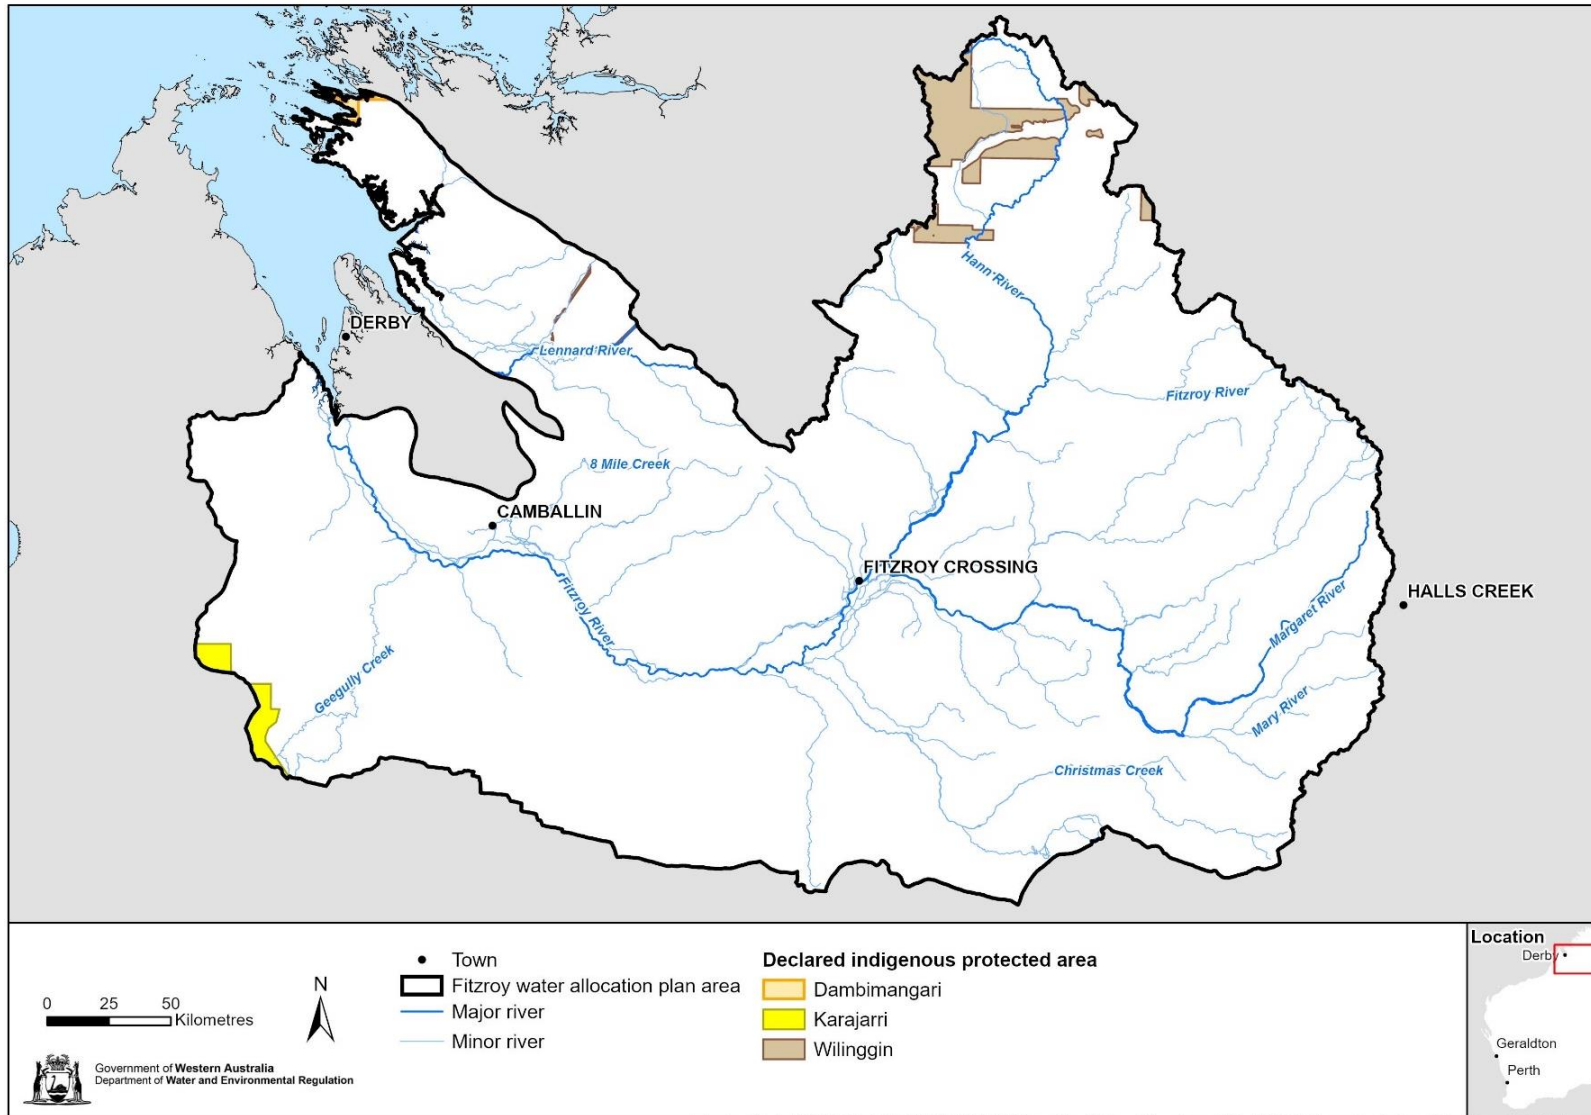 DERBY
Lennard River
Hann River
Fitzroy River
8 Mile Creek
CAMBALLIN
FITZROY CROSSING
HALLS CREEK
Fitzroy River
Margaret River
Geegully Creek
Mary River
Christmas Creek
0 25 50
Kilometres
N
Government of Western Australia
Department of Water and Environmental Regulation
Town
Fitzroy water allocation plan area
Major river
Minor river
Declared indigenous protected area
Dambimangari
Karajarri
Wilinggin
Location
Derby
Geraldton
Perth